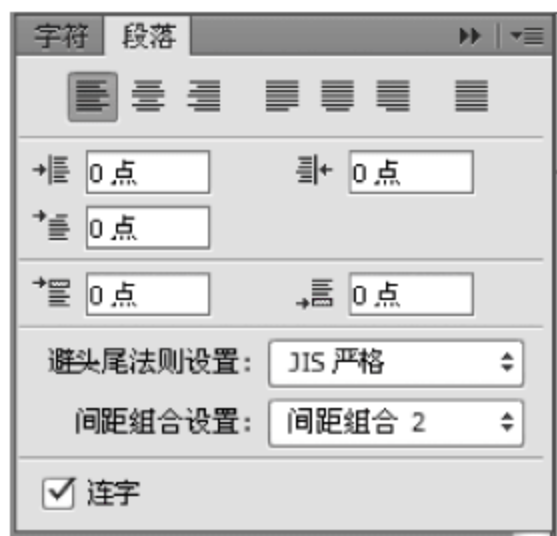 字符 段落
0 点 0 点
0 点
0 点 0 点
避头尾法则设置： JIS 严格
间距组合设置： 间距组合 2
连字